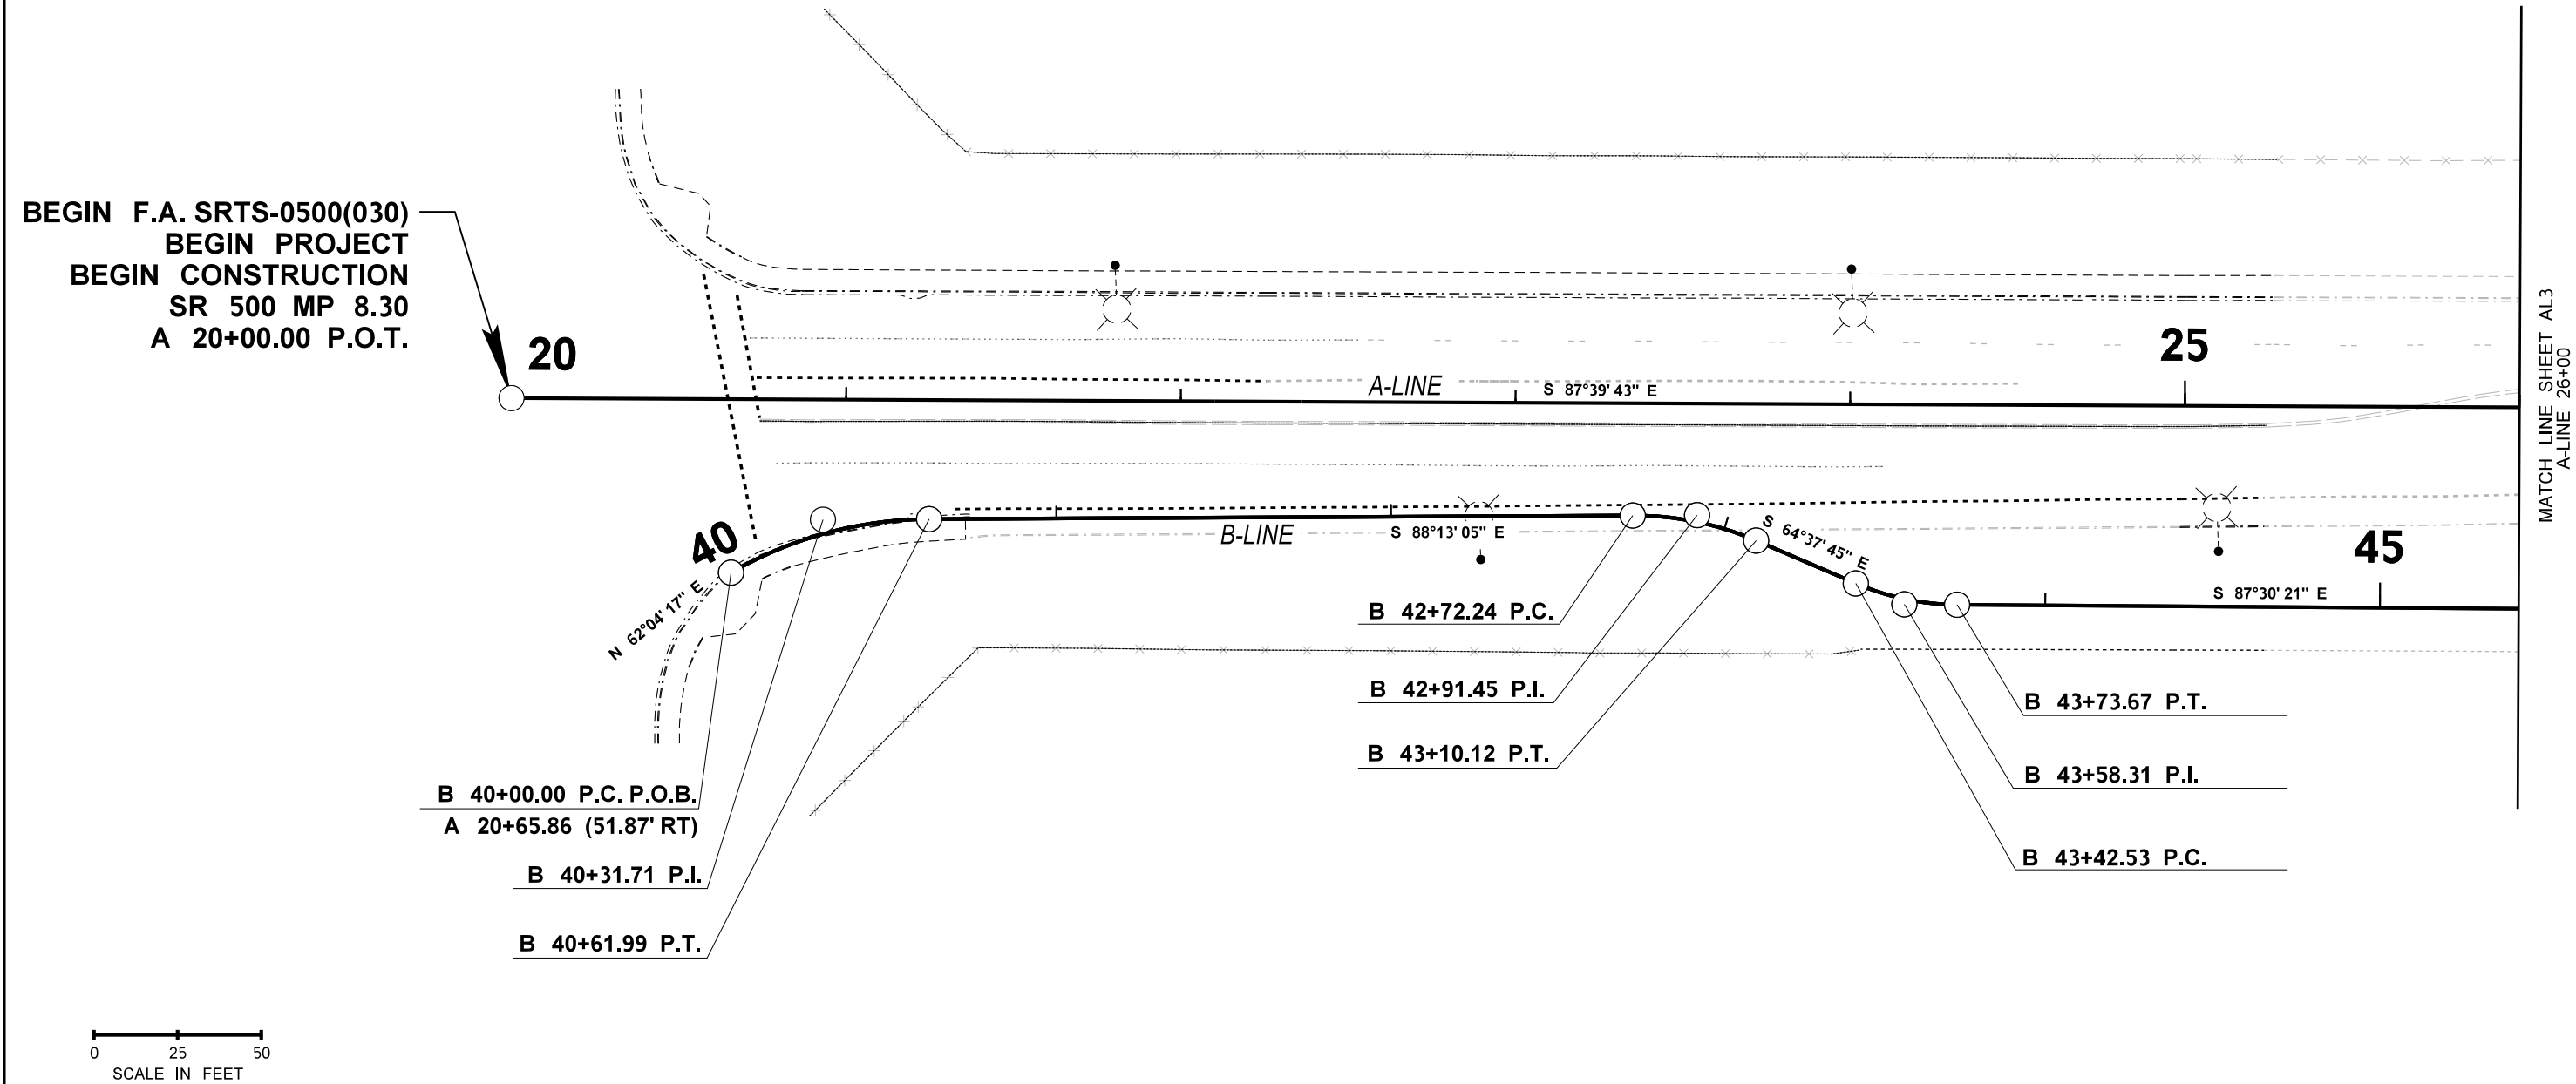 BEGIN F.A. SRTS-0500(030)
BEGIN PROJECT
BEGIN CONSTRUCTION
SR 500 MP 8.30
A 20+00.00 P.O.T.
20
25
A-LINE
S 87°39'43" E
MATCH LINE SHEET AL3
A-LINE 26+00
40
N 62°04'17" E
B-LINE
S 88°13'05" E
S 64°37'45" E
45
S 87°30'21" E
B 42+72.24 P.C.
B 42+91.45 P.I.
B 43+10.12 P.T.
B 43+73.67 P.T.
B 43+58.31 P.I.
B 43+42.53 P.C.
B 40+00.00 P.C. P.O.B.
A 20+65.86 (51.87' RT)
B 40+31.71 P.I.
B 40+61.99 P.T.
0 25 50
SCALE IN FEET